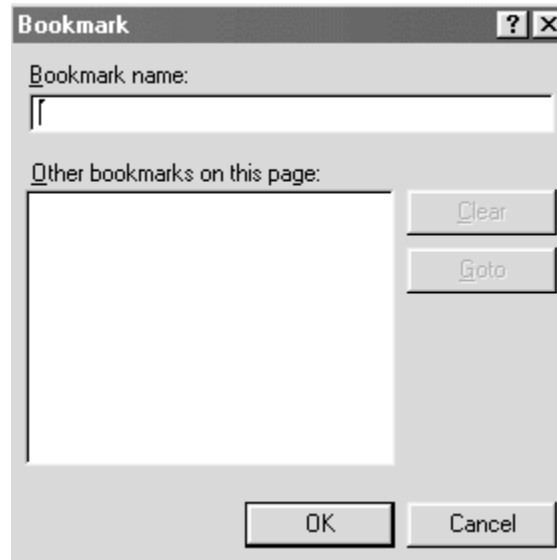 Bookmark ? X
Bookmark name:
Other bookmarks on this page:
Clear
Goto
OK Cancel